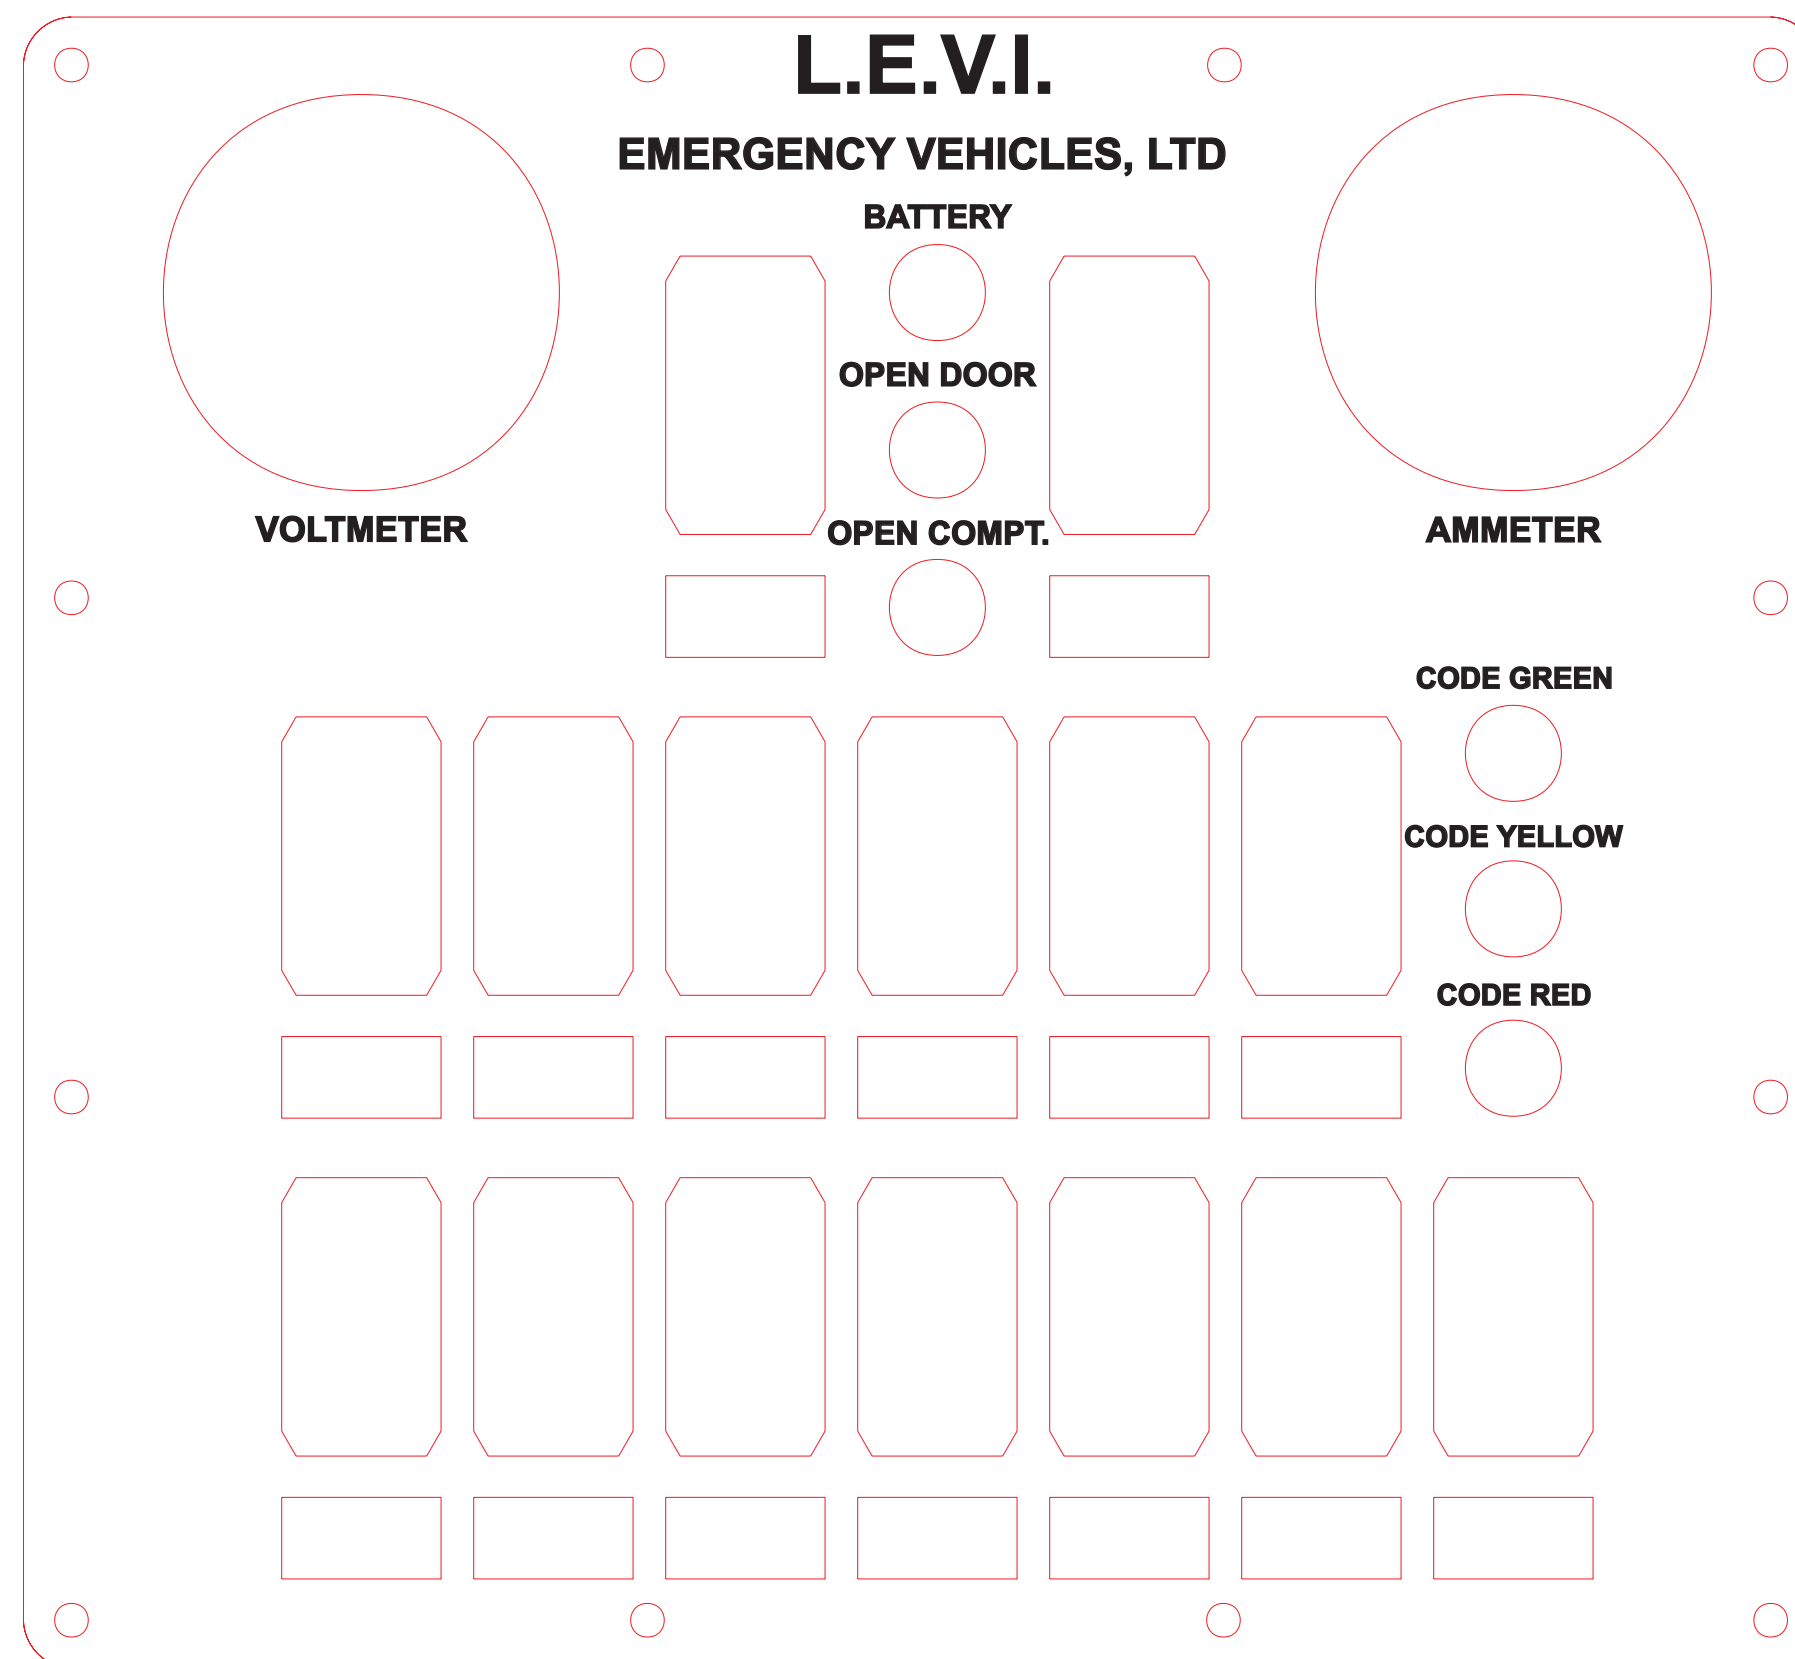 L.E.V.I.
EMERGENCY VEHICLES, LTD
BATTERY
OPEN DOOR
VOLTMETER
OPEN COMPT.
AMMETER
CODE GREEN
CODE YELLOW
CODE RED